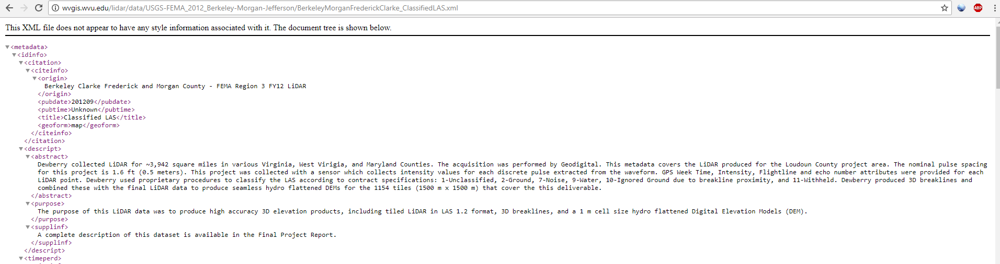 wvgis.wvu.edu/lidar/data/USGS-FEMA_2012_Berkeley-Morgan-Jefferson/BerkeleyMorganFrederickClarke_ClassifiedLAS.xml
ABP
This XML file does not appear to have any style information associated with it. The document tree is shown below.
<metadata>
<idinfo>
<citation>
<citeinfo>
<origin>
Berkeley Clarke Frederick and Morgan County - FEMA Region 3 FY12 LiDAR
</origin>
<pubdate>201209</pubdate>
<pubtime>Unknown</pubtime>
<title>Classified LAS</title>
<geoform>map</geoform>
</citeinfo>
</citation>
<descript>
<abstract>
Dewberry collected LiDAR for ~3,942 square miles in various Virginia, West Virigia, and Maryland Counties. The acquisition was performed by Geodigital. This metadata covers the LiDAR produced for the Loudoun County project area. The nominal pulse spacing
for this project is 1.6 ft (0.5 meters). This project was collected with a sensor which collects intensity values for each discrete pulse extracted from the waveform. GPS Week Time, Intensity, Flightline and echo number attributes were provided for each
LiDAR point. Dewberry used proprietary procedures to classify the LAS according to contract specifications: 1-Unclassified, 2-Ground, 7-Noise, 9-Water, 10-Ignored Ground due to breakline proximity, and 11-Withheld. Dewberry produced 3D breaklines and
combined these with the final LiDAR data to produce seamless hydro flattened DEMs for the 1154 tiles (1500 m x 1500 m) that cover the this deliverable.
</abstract>
<purpose>
The purpose of this LiDAR data was to produce high accuracy 3D elevation products, including tiled LiDAR in LAS 1.2 format, 3D breaklines, and a 1 m cell size hydro flattened Digital Elevation Models (DEM).
</purpose>
<supplinf>
A complete description of this dataset is available in the Final Project Report.
</supplinf>
</descript>
<timeperd>